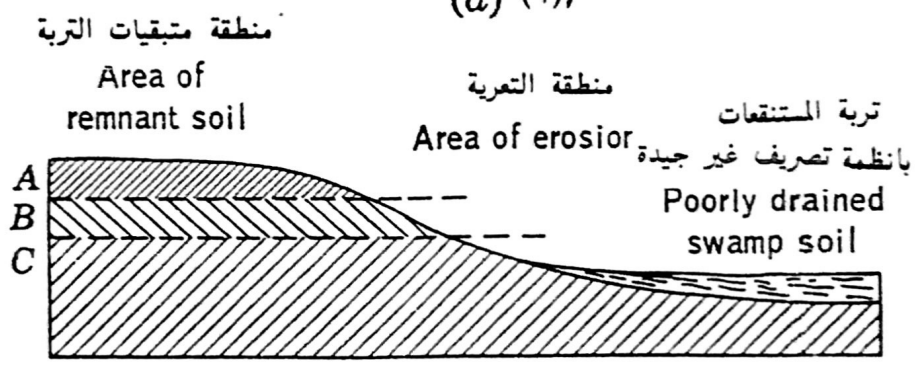 (a)
منطقة متبقيات التربة
Area of
remnant soil
منطقة التعرية
Area of erosior
تربة المستنقعات
بانظمة تصريف غير جيدة
Poorly drained
swamp soil
A
B
C